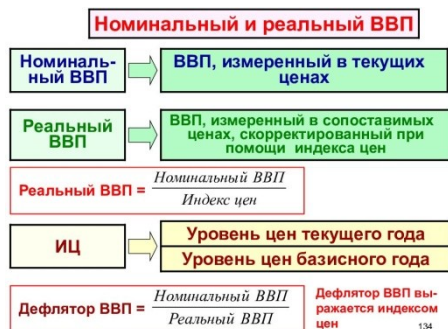 Номинальный и реальный ВВП
Номиналь-
ный ВВП
ВВП, измеренный в текущих
ценах
Реальный
ВВП
ВВП, измеренный в сопоставимых
ценах, скорректированный при
помощи индекса цен
Реальный ВВП = Номинальный ВВП
Индекс цен
ИЦ
Уровень цен текущего года
Уровень цен базисного года
Дефлятор ВВП = Номинальный ВВП
Реальный ВВП
Дефлятор ВВП вы-
ражается индексом
цен
134